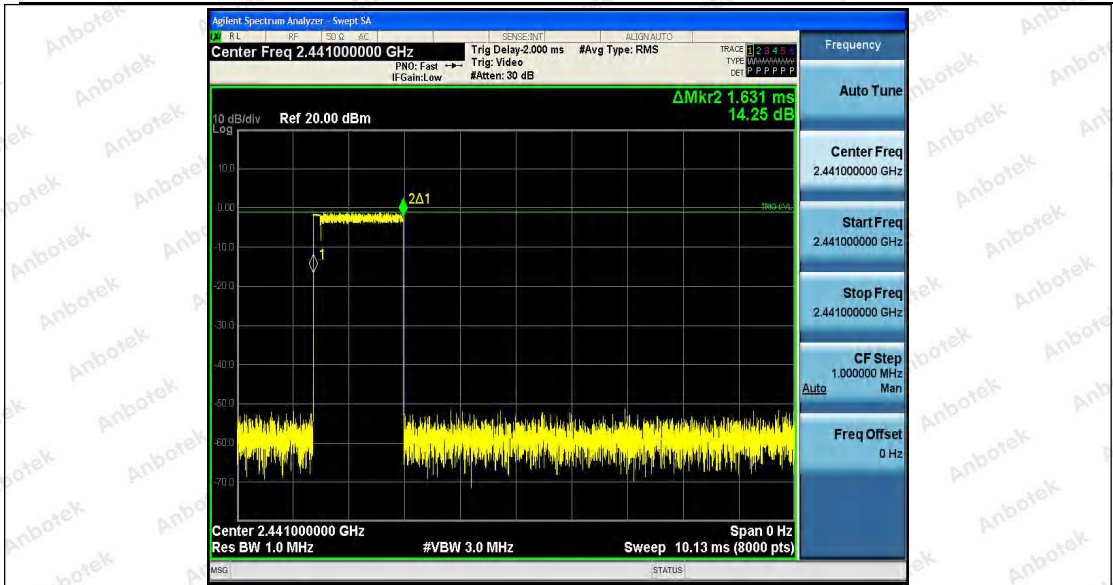 Agilent Spectrum Analyzer - Swept SA
RL RF 50 Ω AC SENSE:INT ALIGNAUTO
Center Freq 2.441000000 GHz
PNO: Fast
IFGain:Low
Trig Delay-2.000 ms
Trig: Video
#Atten: 30 dB
#Avg Type: RMS
TRACE 1 2 3 4 5 6
TYPE
DET P P P P P P
ΔMkr2 1.631 ms
14.25 dB
10 dB/div Ref 20.00 dBm
Log
10.0
0.00
-10.0
-20.0
-30.0
-40.0
-50.0
-60.0
-70.0
2Δ1
1
TRIG LVL
Center 2.441000000 GHz
Span 0 Hz
Res BW 1.0 MHz
#VBW 3.0 MHz
Sweep 10.13 ms (8000 pts)
MSG
STATUS
Frequency
Auto Tune
Center Freq
2.441000000 GHz
Start Freq
2.441000000 GHz
Stop Freq
2.441000000 GHz
CF Step
1.000000 MHz
Auto Man
Freq Offset
0 Hz
Anbotek